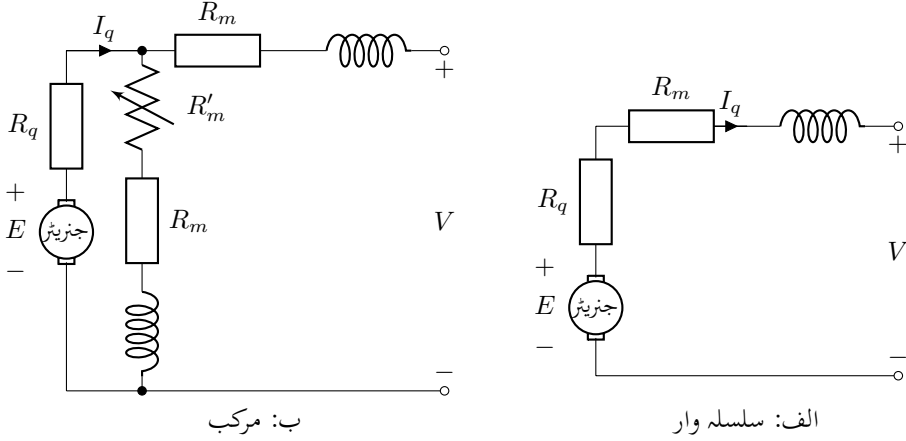 R_m
I_q
R'_m
R_q
+
E
جنریٹر
−
R_m
+
V
−
ب: مرکب
R_m
I_q
R_q
+
E
جنریٹر
−
+
V
−
الف: سلسلہ وار